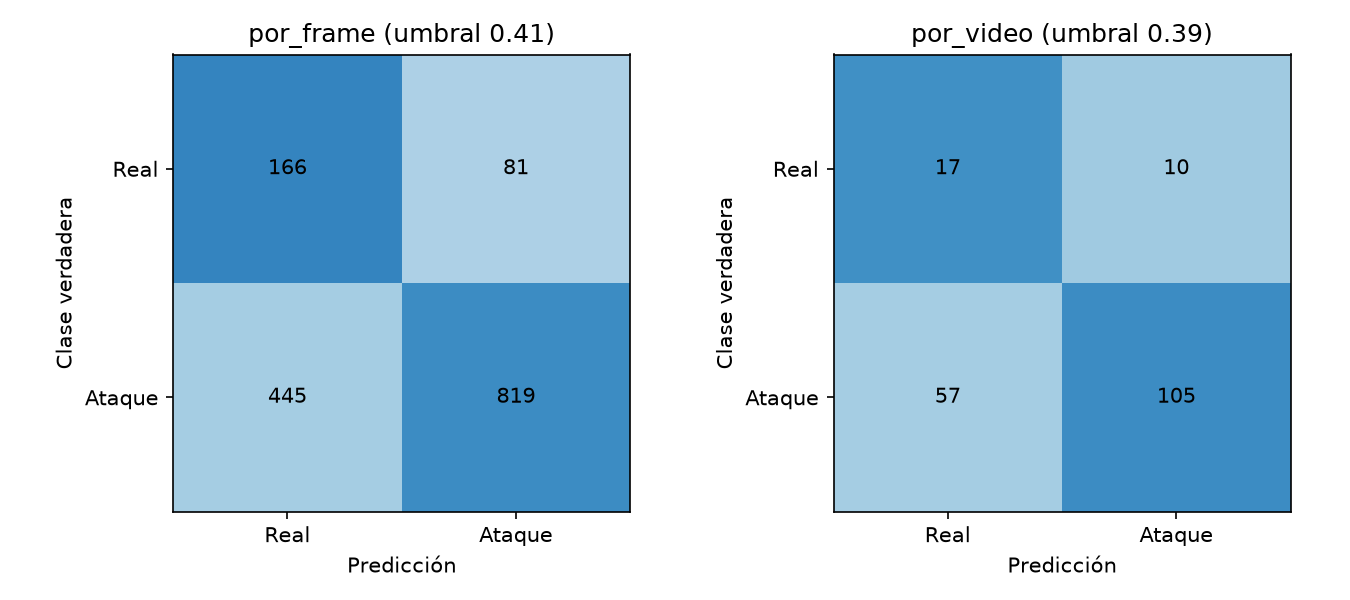 por_frame (umbral 0.41)
Clase verdadera
Real
166
81
Ataque
445
819
Real
Ataque
Predicción
por_video (umbral 0.39)
Clase verdadera
Real
17
10
Ataque
57
105
Real
Ataque
Predicción